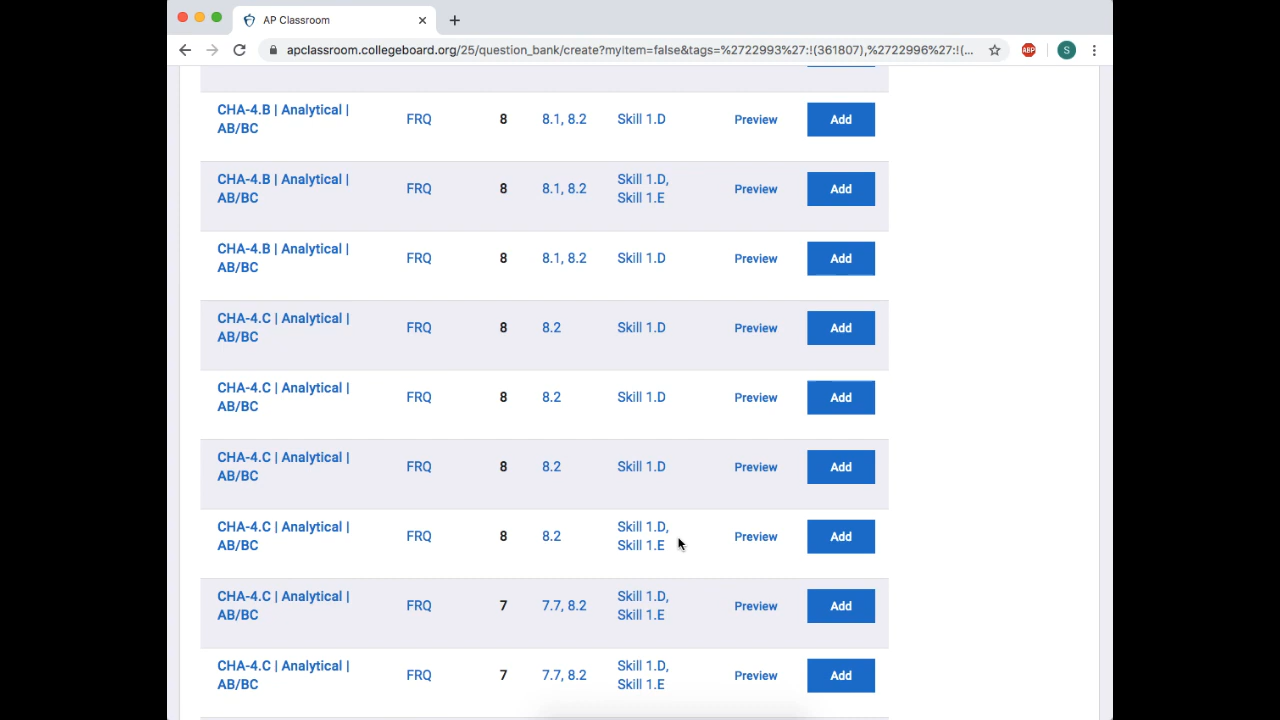 AP Classroom
apclassroom.collegeboard.org/25/question_bank/create?myItem=false&tags=%2722993%27:!(361807),%2722996%27:!(...
ABP
S
CHA-4.B | Analytical |
AB/BC
FRQ
8
8.1, 8.2
Skill 1.D
Preview
Add
CHA-4.B | Analytical |
AB/BC
FRQ
8
8.1, 8.2
Skill 1.D,
Skill 1.E
Preview
Add
CHA-4.B | Analytical |
AB/BC
FRQ
8
8.1, 8.2
Skill 1.D
Preview
Add
CHA-4.C | Analytical |
AB/BC
FRQ
8
8.2
Skill 1.D
Preview
Add
CHA-4.C | Analytical |
AB/BC
FRQ
8
8.2
Skill 1.D
Preview
Add
CHA-4.C | Analytical |
AB/BC
FRQ
8
8.2
Skill 1.D
Preview
Add
CHA-4.C | Analytical |
AB/BC
FRQ
8
8.2
Skill 1.D,
Skill 1.E
Preview
Add
CHA-4.C | Analytical |
AB/BC
FRQ
7
7.7, 8.2
Skill 1.D,
Skill 1.E
Preview
Add
CHA-4.C | Analytical |
AB/BC
FRQ
7
7.7, 8.2
Skill 1.D,
Skill 1.E
Preview
Add